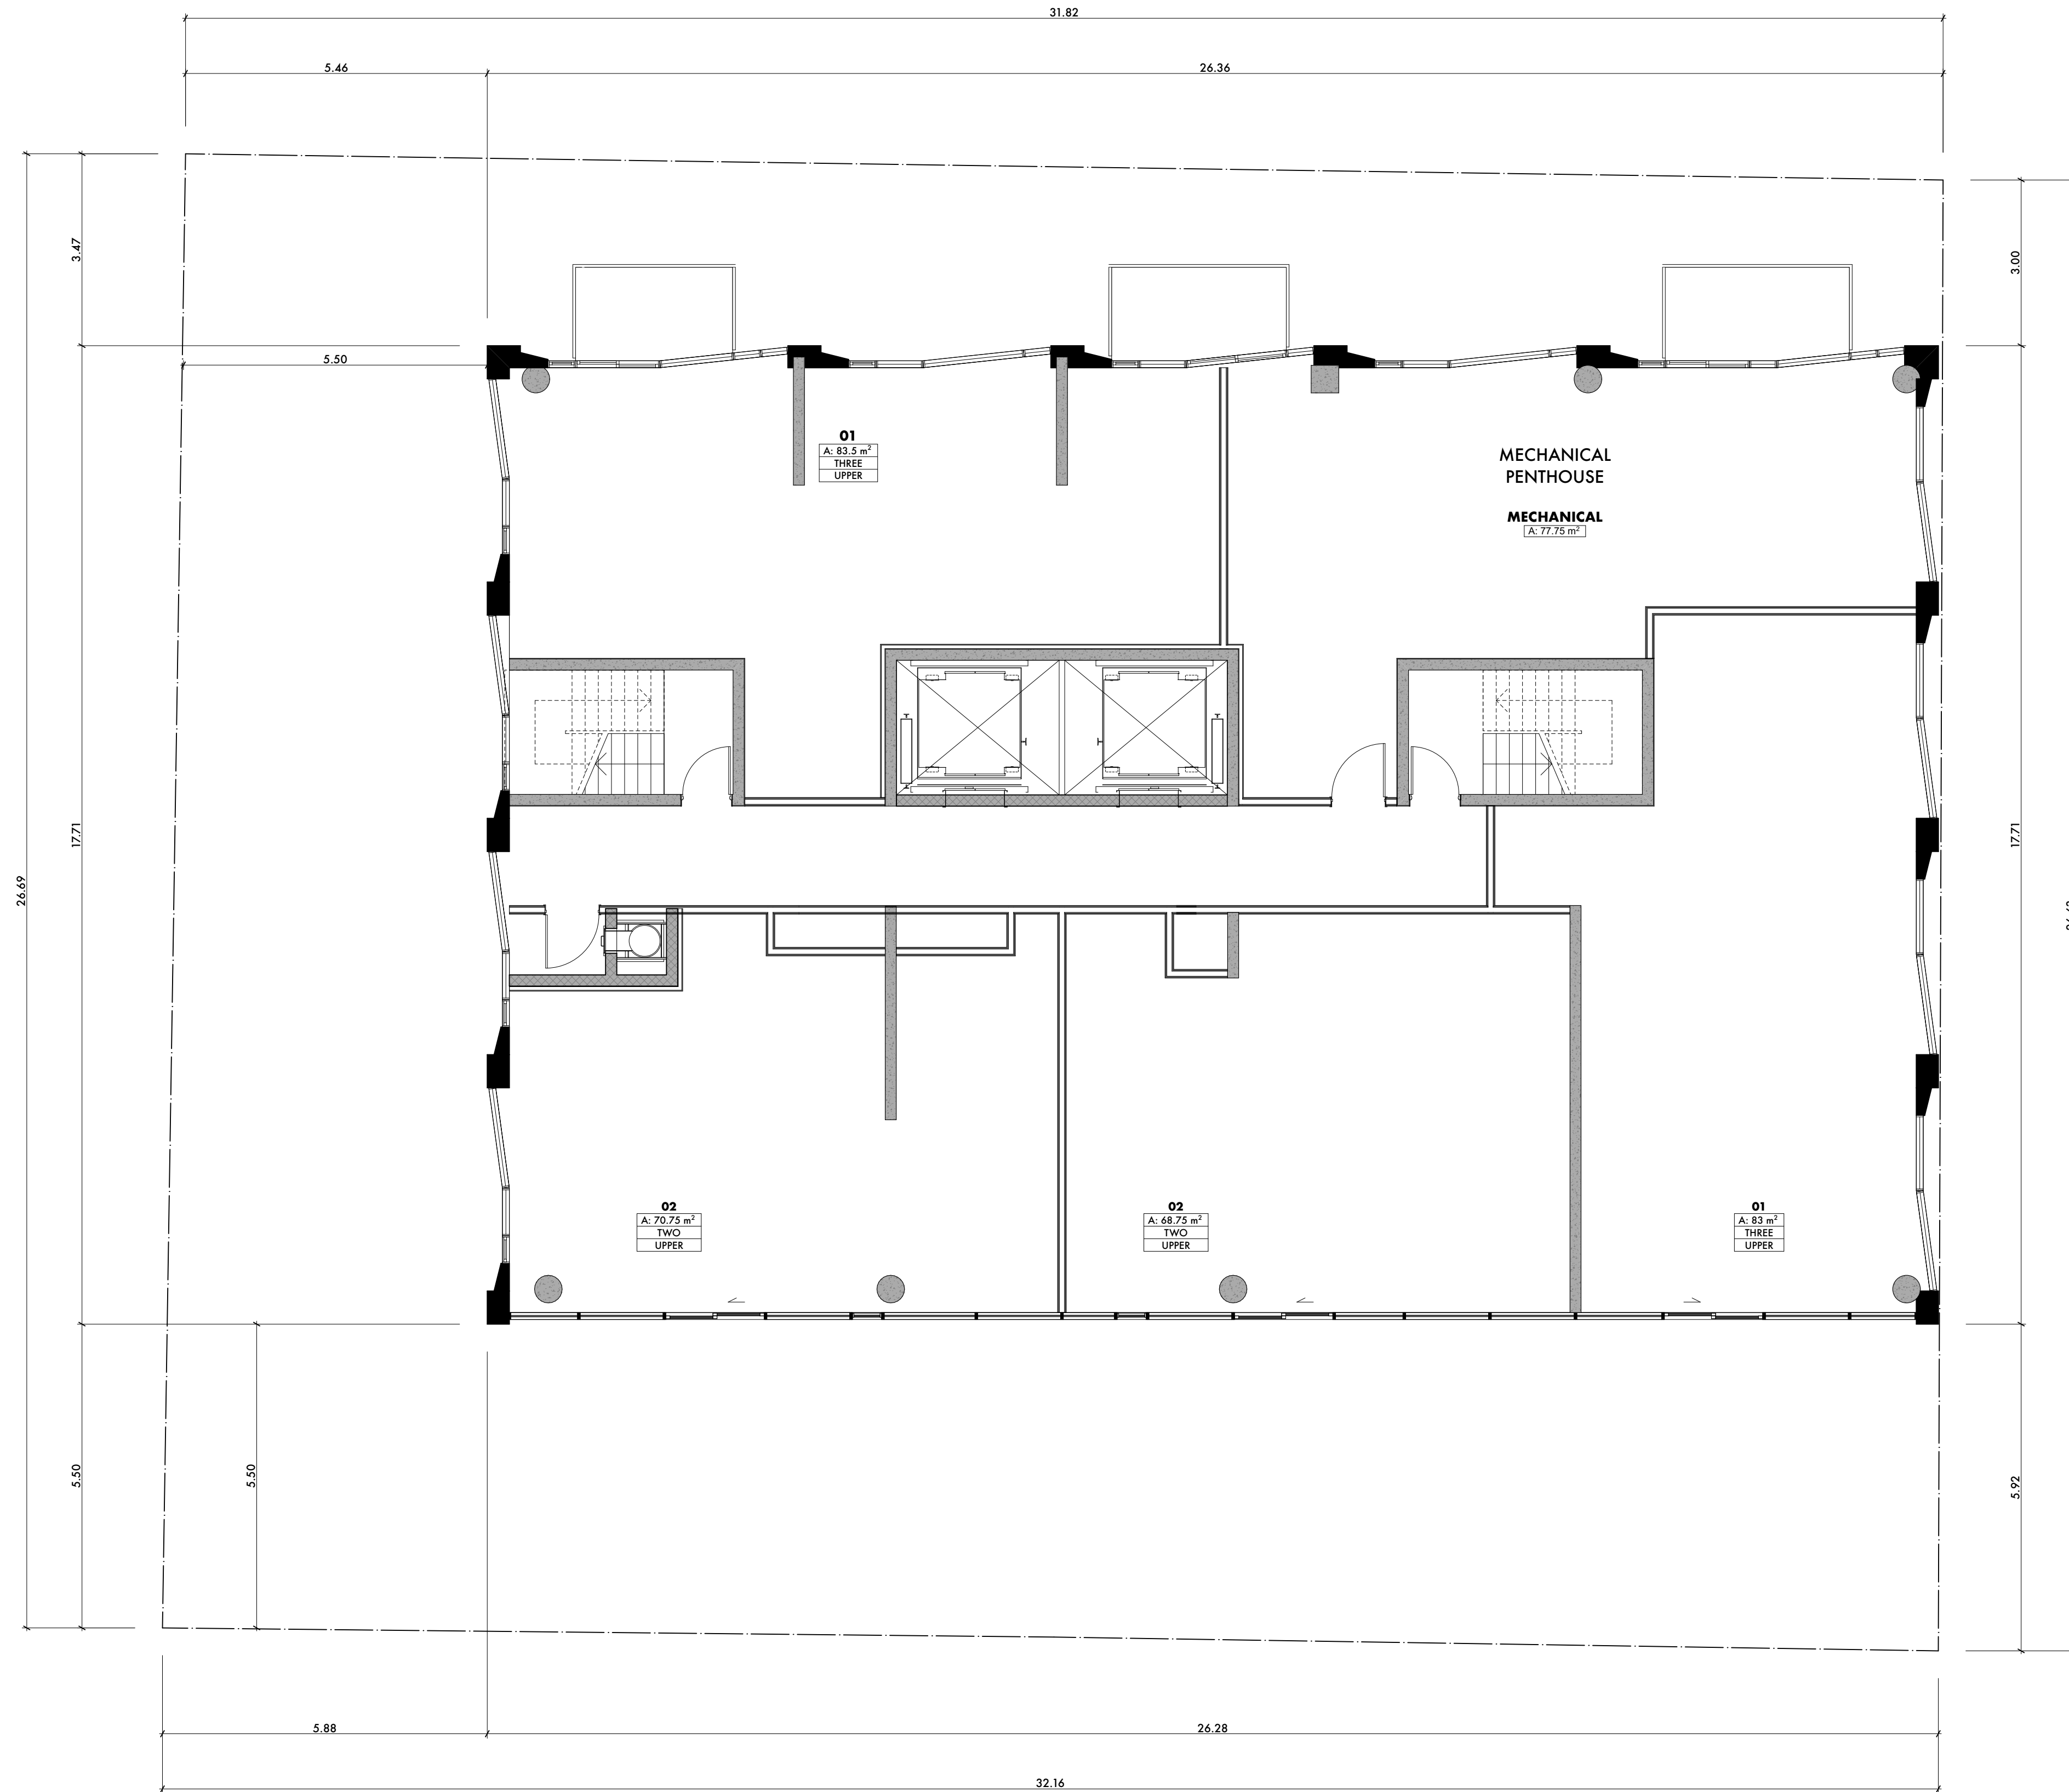 31.82
5.46
26.36
3.47
3.00
5.50
01
A: 83.5 m²
THREE
UPPER
MECHANICAL
PENTHOUSE
MECHANICAL
A: 77.75 m²
17.71
17.71
26.69
02
A: 70.75 m²
TWO
UPPER
02
A: 68.75 m²
TWO
UPPER
01
A: 83 m²
THREE
UPPER
5.50
5.50
5.92
5.88
26.28
32.16